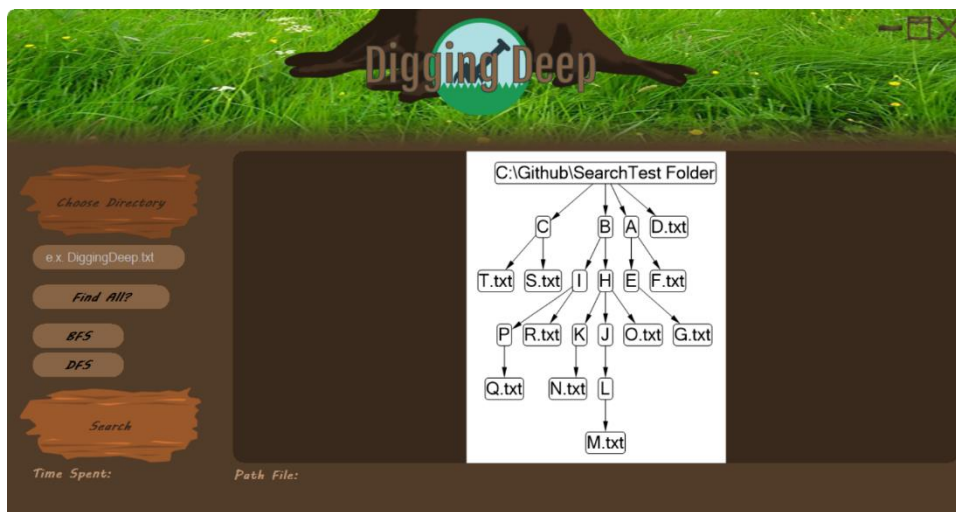 Digging Deep
Choose Directory
e.x. DiggingDeep.txt
Find All?
BFS
DFS
Search
Time Spent:
C:\Github\SearchTest Folder
C B A D.txt
T.txt S.txt I H E F.txt
P R.txt K J O.txt G.txt
Q.txt N.txt L
M.txt
Path File: